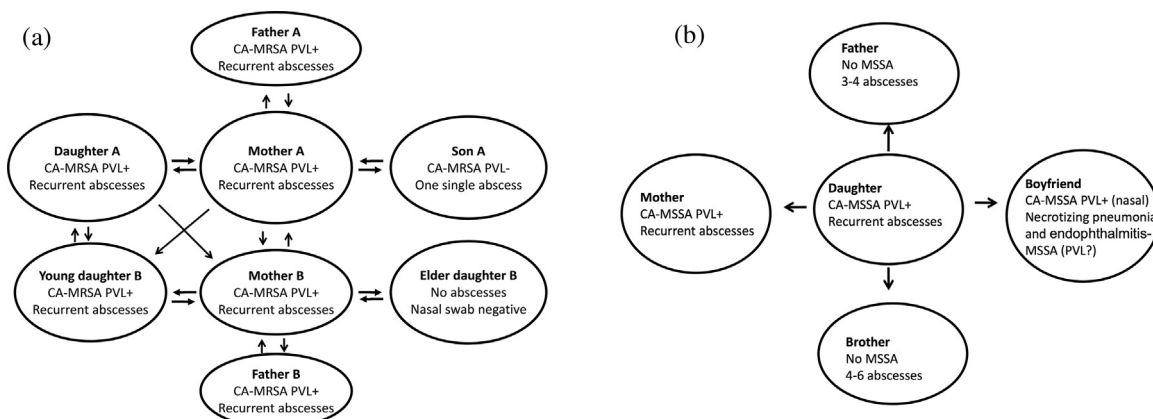 (a)
Father A
CA-MRSA PVL+
Recurrent abscesses
Daughter A
CA-MRSA PVL+
Recurrent abscesses
Mother A
CA-MRSA PVL+
Recurrent abscesses
Son A
CA-MRSA PVL-
One single abscess
Young daughter B
CA-MRSA PVL+
Recurrent abscesses
Mother B
CA-MRSA PVL+
Recurrent abscesses
Elder daughter B
No abscesses
Nasal swab negative
Father B
CA-MRSA PVL+
Recurrent abscesses
(b)
Father
No MSSA
3-4 abscesses
Mother
CA-MSSA PVL+
Recurrent abscesses
Daughter
CA-MSSA PVL+
Recurrent abscesses
Boyfriend
CA-MSSA PVL+ (nasal)
Necrotizing pneumonia
and endophthalmitis-
MSSA (PVL?)
Brother
No MSSA
4-6 abscesses